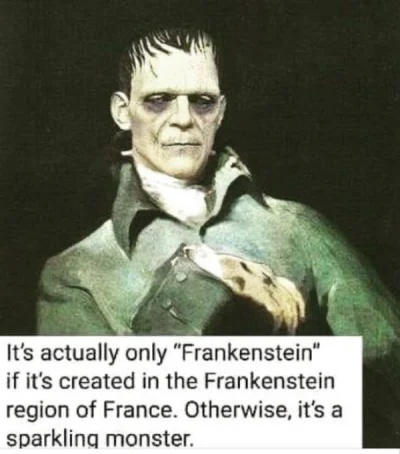 It's actually only "Frankenstein"
if it's created in the Frankenstein
region of France. Otherwise, it's a
sparkling monster.